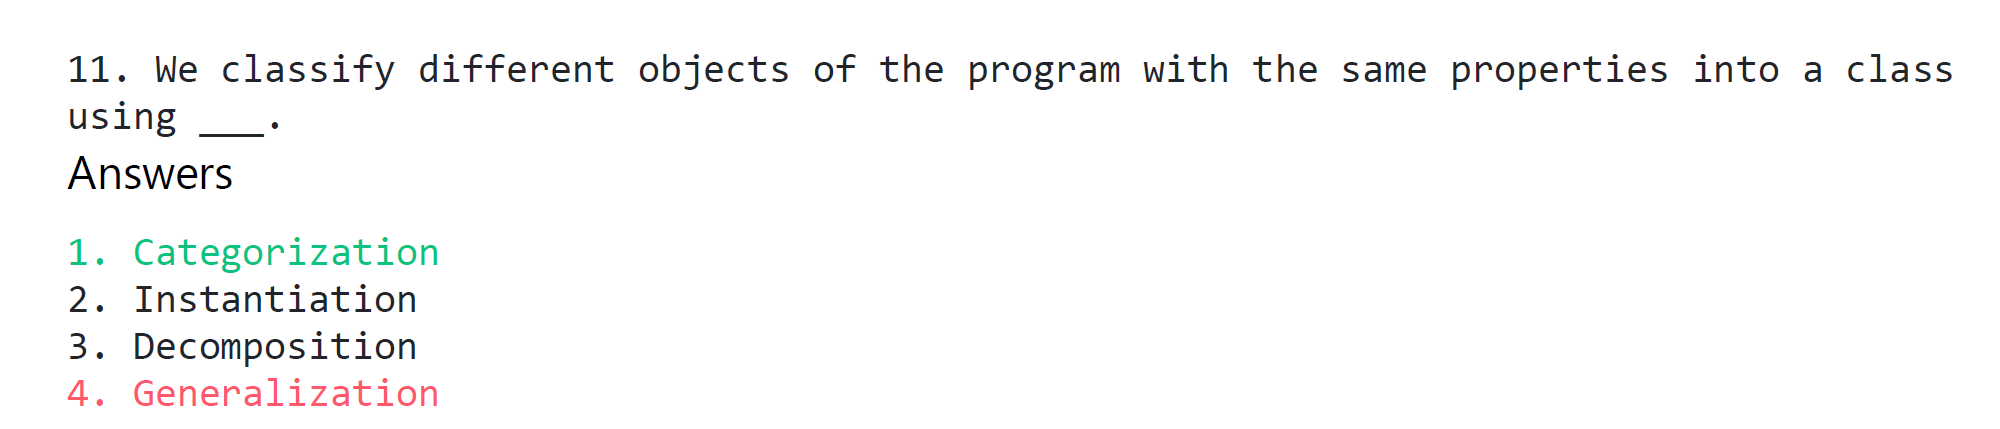 11. We classify different objects of the program with the same properties into a class
using ___.
Answers
1. Categorization
2. Instantiation
3. Decomposition
4. Generalization